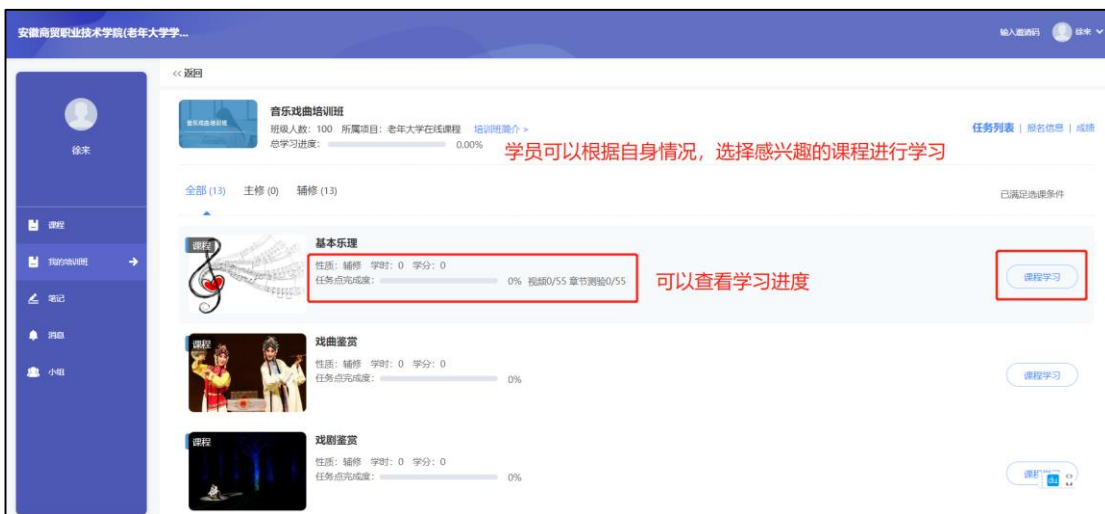 安徽商贸职业技术学院(老年大学学...
输入邀请码 徐来
<< 返回
徐来
课程
我的培训班
笔记
消息
小组
音乐戏曲培训班
音乐戏曲培训班
班级人数：100 所属项目：老年大学在线课程 培训班简介 >
总学习进度： 0.00%
任务列表 | 报名信息 | 成绩
学员可以根据自身情况，选择感兴趣的课程进行学习
全部 (13) 主修 (0) 辅修 (13)
已满足选课条件
课程
基本乐理
性质：辅修 学时：0 学分：0
任务点完成度： 0% 视频0/55 章节测验0/55
可以查看学习进度
课程学习
课程
戏曲鉴赏
性质：辅修 学时：0 学分：0
任务点完成度： 0%
课程学习
课程
戏剧鉴赏
性质：辅修 学时：0 学分：0
任务点完成度： 0%
du